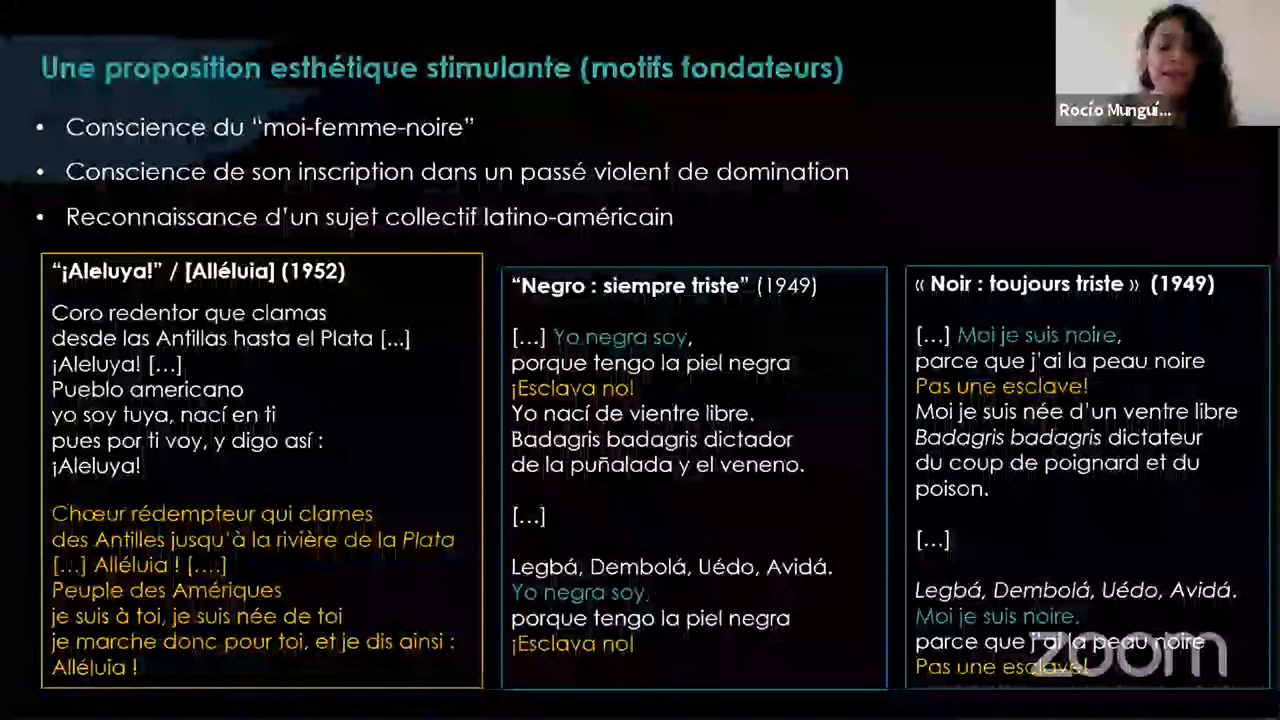 Une proposition esthétique stimulante (motifs fondateurs)
Rocío Munguí...
• Conscience du “moi-femme-noire”
• Conscience de son inscription dans un passé violent de domination
• Reconnaissance d’un sujet collectif latino-américain
“¡Aleluya!” / [Alléluia] (1952)
Coro redentor que clamas
desde las Antillas hasta el Plata [...]
¡Aleluya! [...]
Pueblo americano
yo soy tuya, nací en ti
pues por ti voy, y digo así :
¡Aleluya!
Chœur rédempteur qui clames
des Antilles jusqu’à la rivière de la Plata
[...] Alléluia ! [....]
Peuple des Amériques
je suis à toi, je suis née de toi
je marche donc pour toi, et je dis ainsi :
Alléluia !
“Negro : siempre triste” (1949)
[...] Yo negra soy,
porque tengo la piel negra
¡Esclava no!
Yo nací de vientre libre.
Badagris badagris dictador
de la puñalada y el veneno.
[...]
Legbá, Dembolá, Uédo, Avidá.
Yo negra soy,
porque tengo la piel negra
¡Esclava no!
« Noir : toujours triste » (1949)
[...] Moi je suis noire,
parce que j’ai la peau noire
Pas une esclave!
Moi je suis née d’un ventre libre
Badagris badagris dictateur
du coup de poignard et du
poison.
[...]
Legbá, Dembolá, Uédo, Avidá.
Moi je suis noire.
parce que j’ai la peau noire
Pas une esclave!
zoom